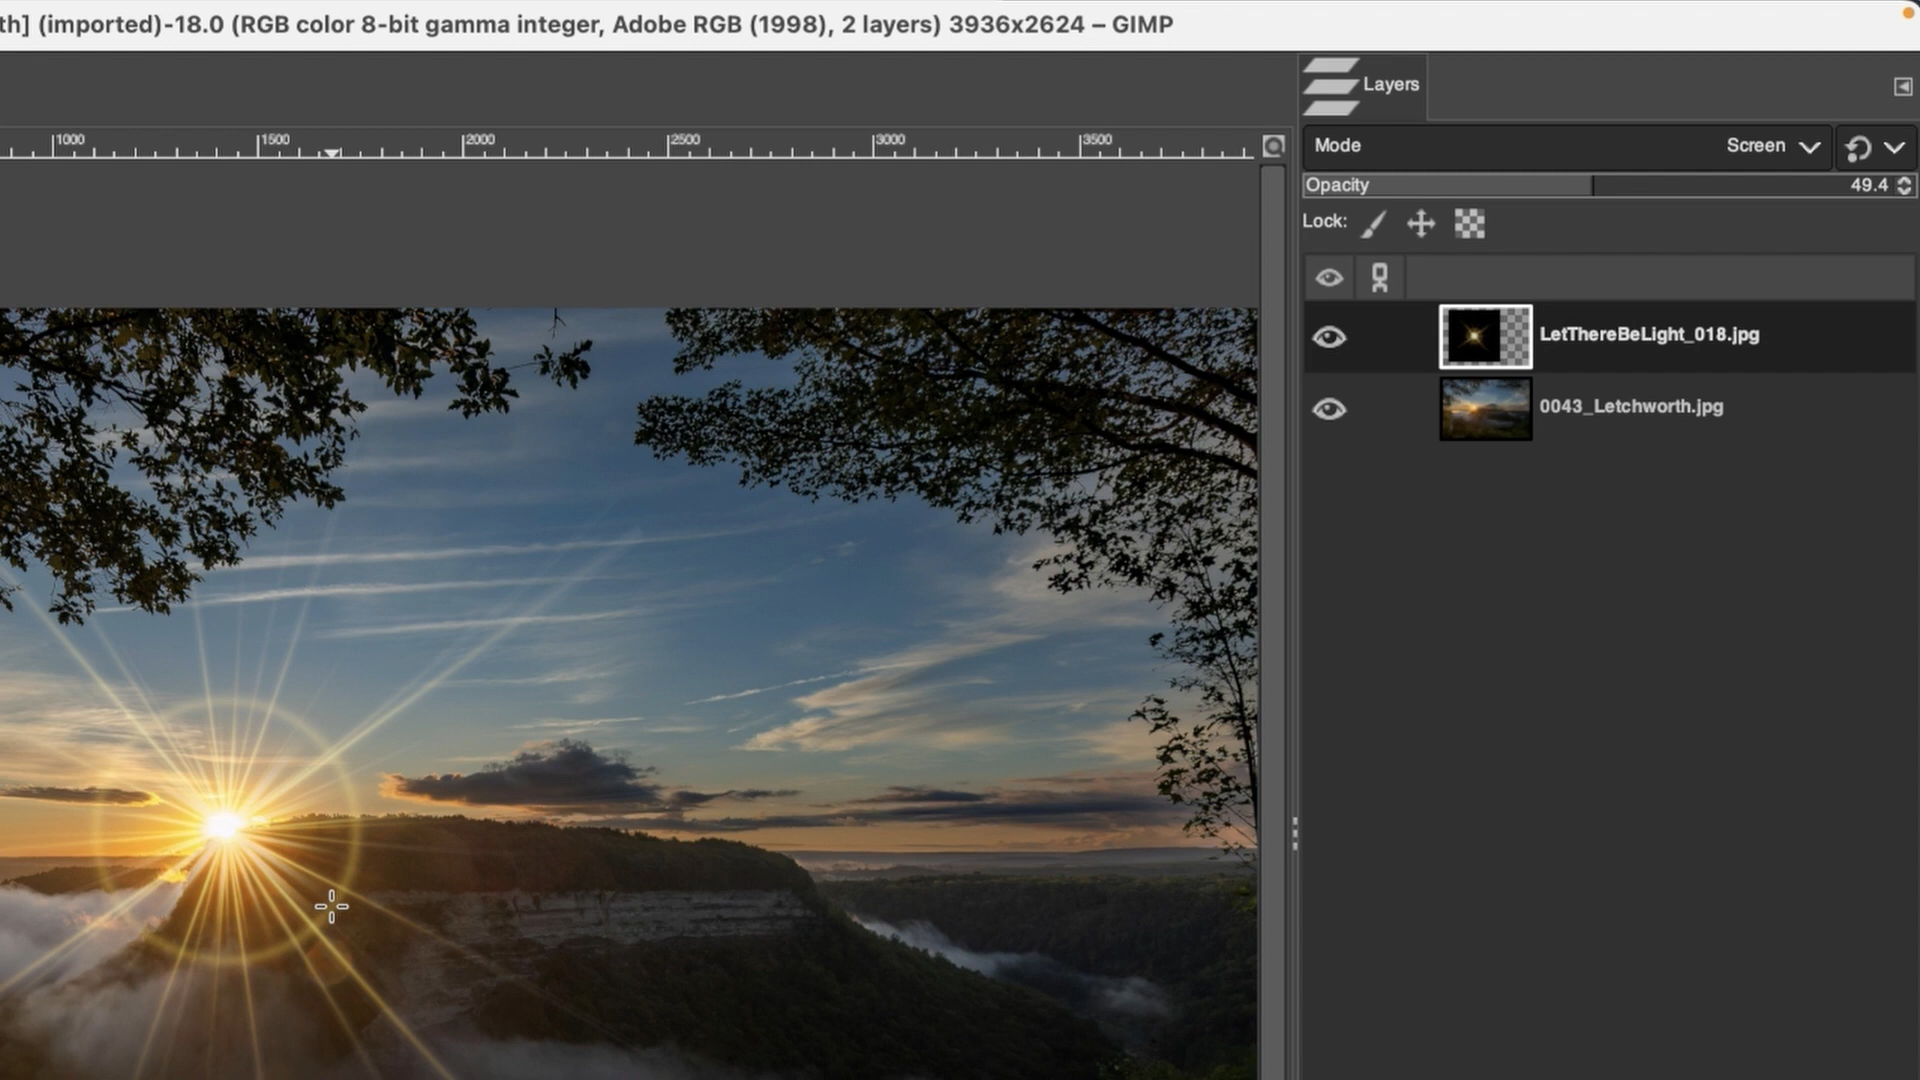 th] (imported)-18.0 (RGB color 8-bit gamma integer, Adobe RGB (1998), 2 layers) 3936x2624 – GIMP
Layers
1000 1500 2000 2500 3000 3500
Mode Screen
Opacity 49.4
Lock:
LetThereBeLight_018.jpg
0043_Letchworth.jpg